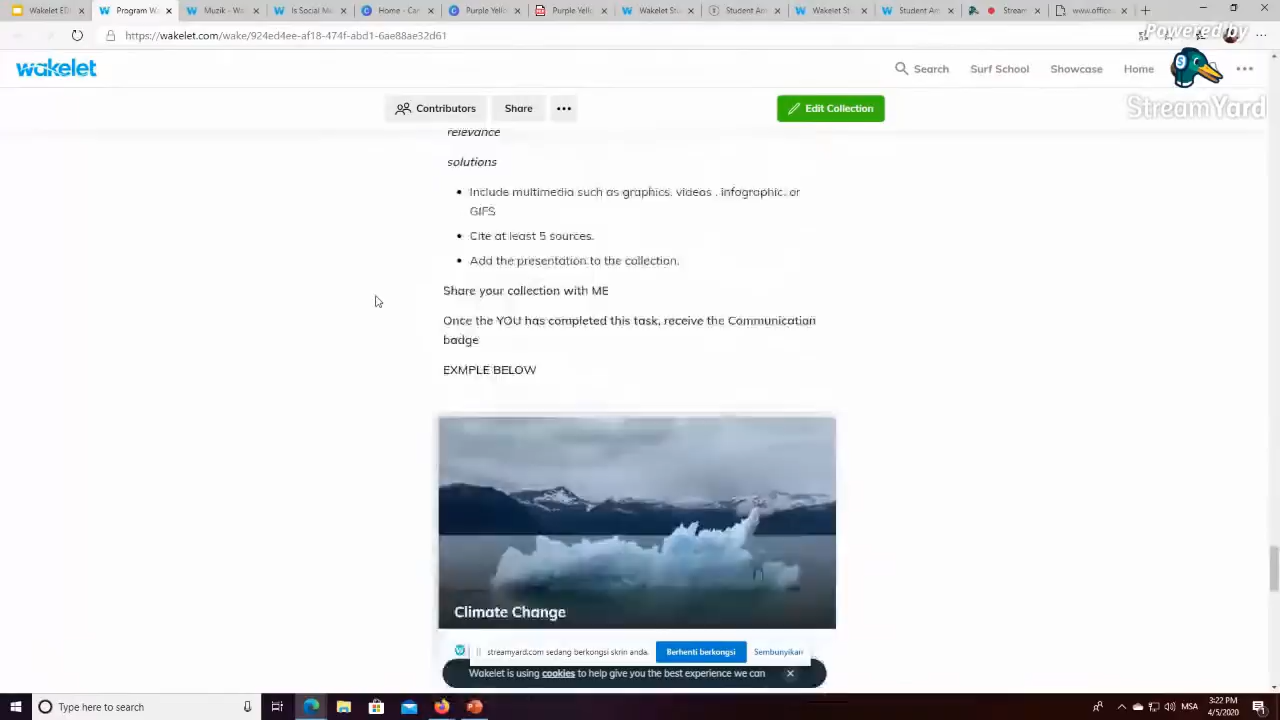 Wakelet Eli
Program W
Muzik - W
Is Social M
Home - Ca
Purple Yell
Purple Yell
Wakelet St
Student Am
Wakelet St
Student Am
Stream
www.office
https://wakelet.com/wake/924ed4ee-af18-474f-abd1-6ae88ae32d61
Powered by
StreamYard
wakelet
Search
Surf School
Showcase
Home
Contributors
Share
Edit Collection
relevance
solutions
• Include multimedia such as graphics, videos , infographic, or
GIFS
• Cite at least 5 sources.
• Add the presentation to the collection.
Share your collection with ME
Once the YOU has completed this task, receive the Communication
badge
EXMPLE BELOW
Climate Change
streamyard.com sedang berkongsi skrin anda.
Berhenti berkongsi
Sembunyikan
Wakelet is using cookies to help give you the best experience we can
Type here to search
MSA
3:22 PM
4/5/2020